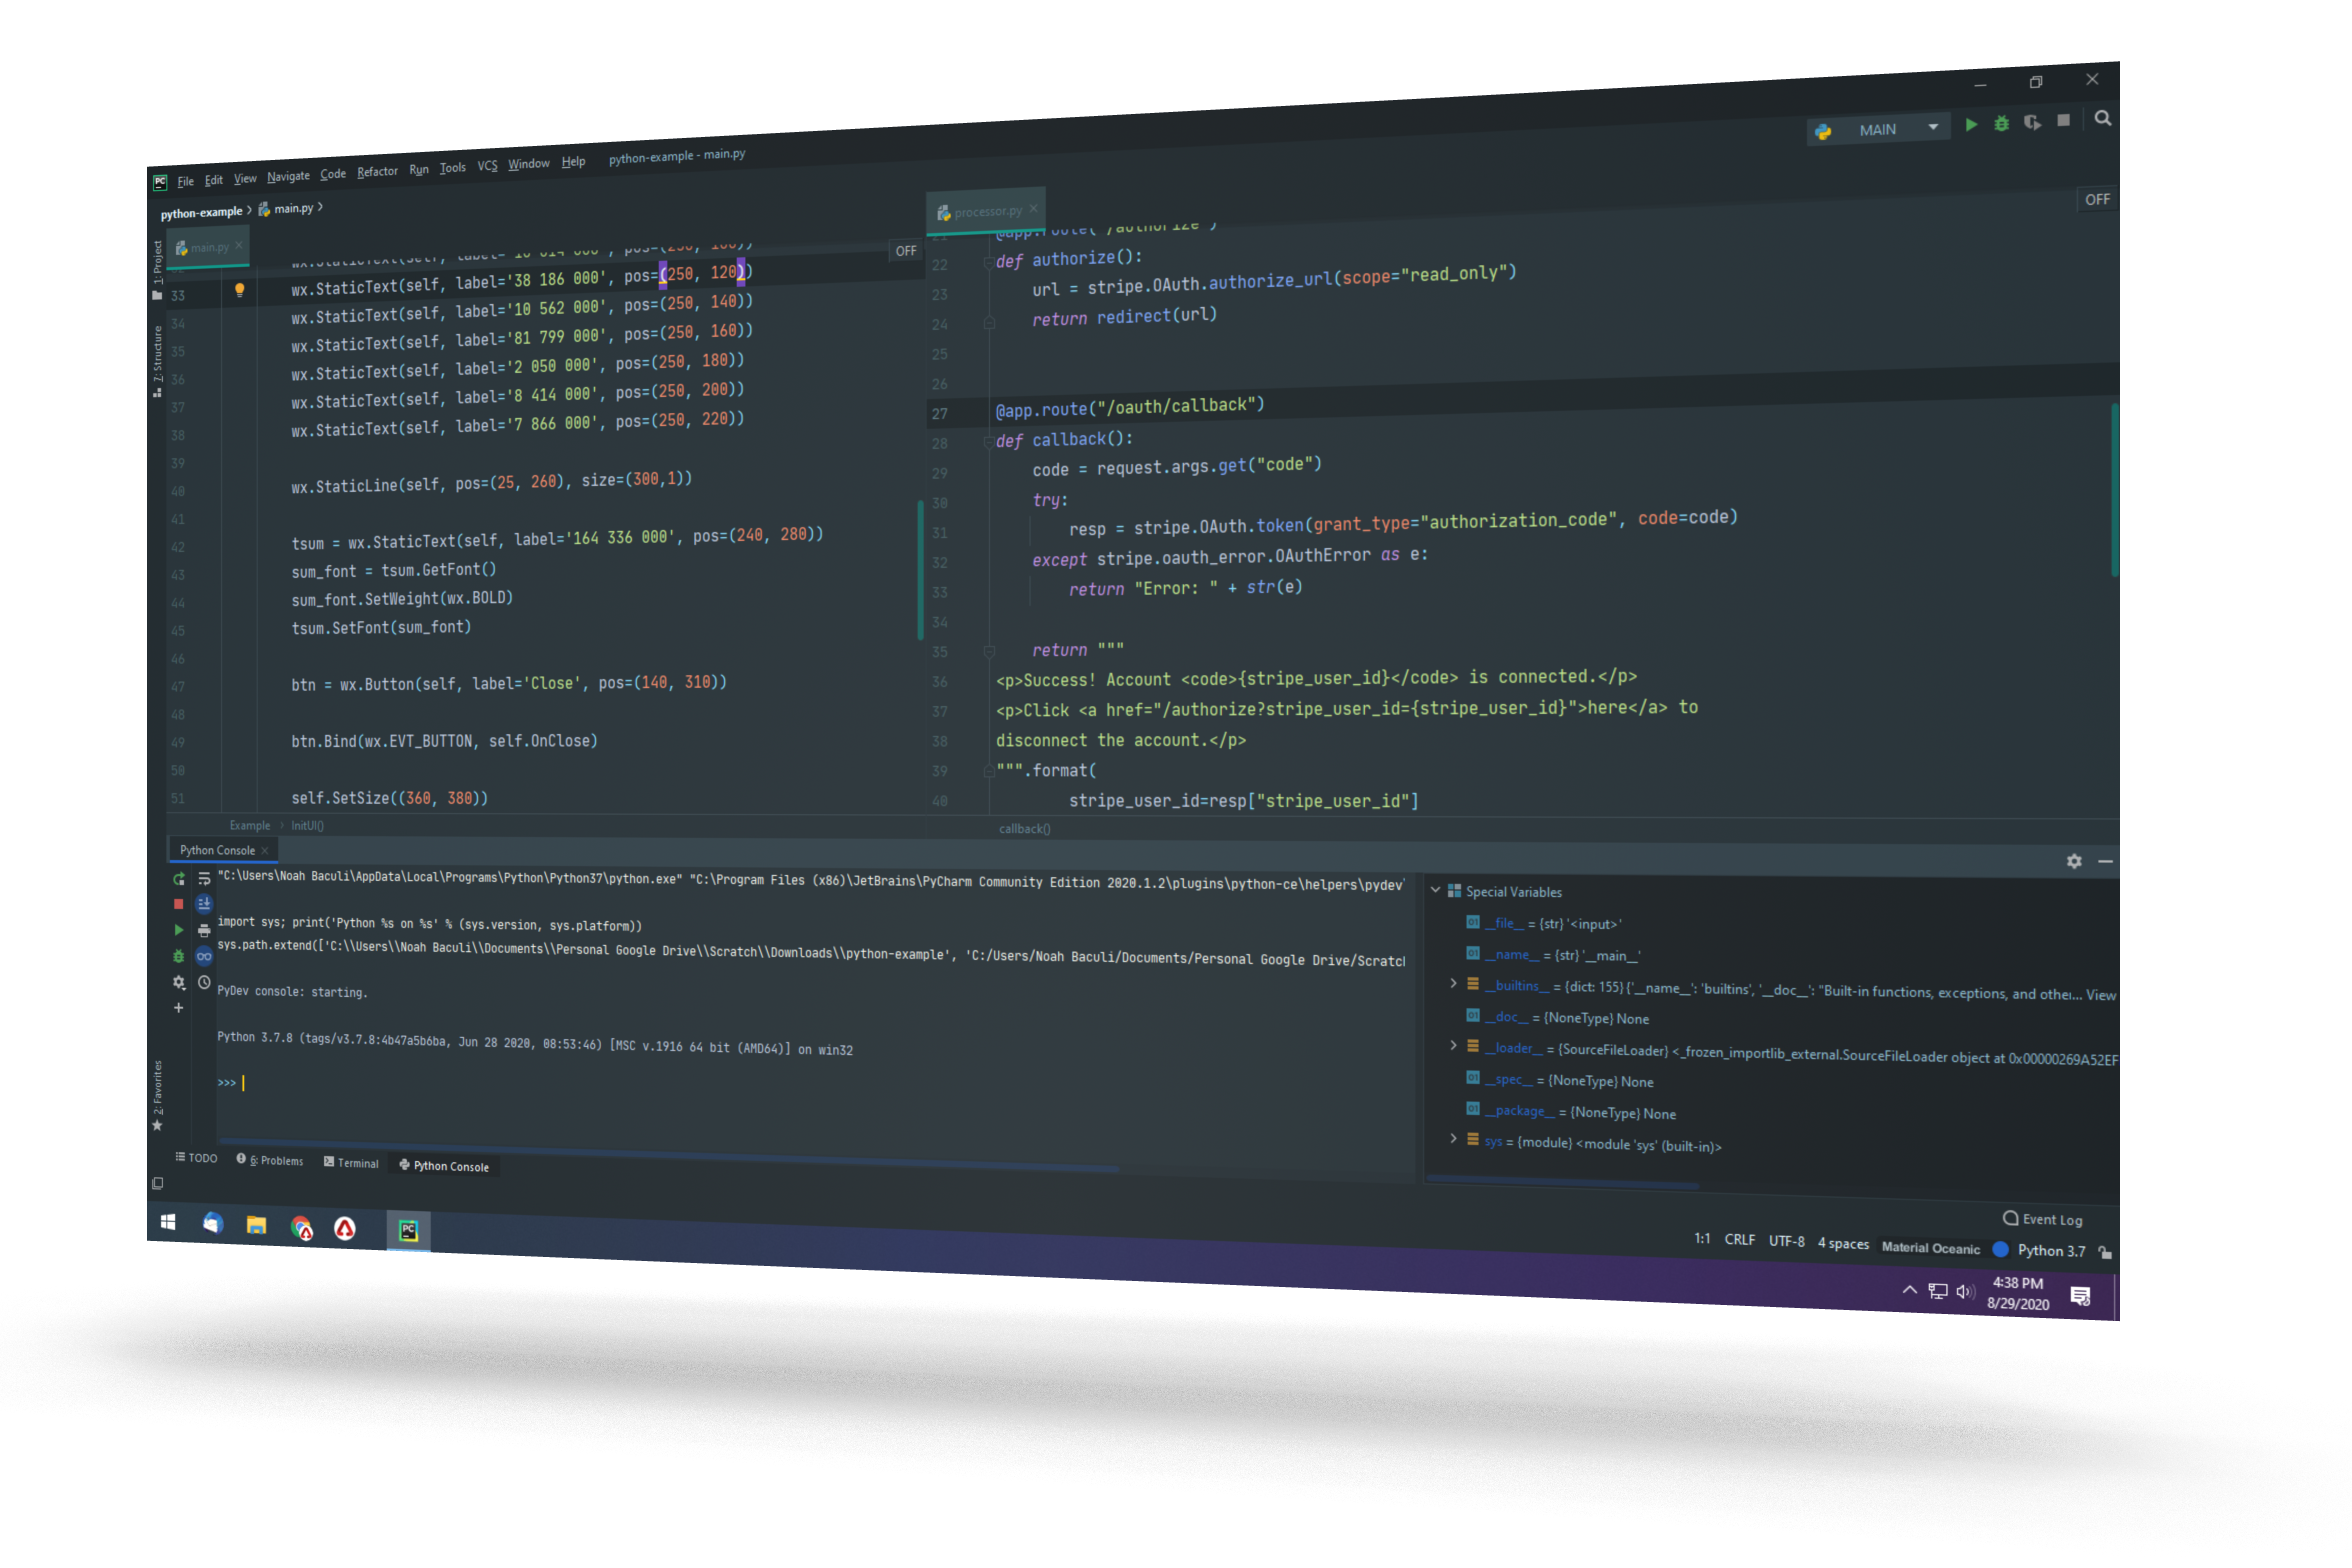 PC File Edit View Navigate Code Refactor Run Tools VCS Window Help python-example - main.py
MAIN
python-example main.py
main.py
OFF
1: Project
7: Structure
33 wx.StaticText(self, label='38 186 000', pos=(250, 120))
34 wx.StaticText(self, label='10 562 000', pos=(250, 140))
35 wx.StaticText(self, label='81 799 000', pos=(250, 160))
36 wx.StaticText(self, label='2 050 000', pos=(250, 180))
37 wx.StaticText(self, label='8 414 000', pos=(250, 200))
38 wx.StaticText(self, label='7 866 000', pos=(250, 220))
39
40 wx.StaticLine(self, pos=(25, 260), size=(300,1))
41
42 tsum = wx.StaticText(self, label='164 336 000', pos=(240, 280))
43 sum_font = tsum.GetFont()
44 sum_font.SetWeight(wx.BOLD)
45 tsum.SetFont(sum_font)
46
47 btn = wx.Button(self, label='Close', pos=(140, 310))
48
49 btn.Bind(wx.EVT_BUTTON, self.OnClose)
50
51 self.SetSize((360, 380))
Example InitUI()
processor.py
OFF
@app.route("/authorize")
22 def authorize():
23 url = stripe.OAuth.authorize_url(scope="read_only")
24 return redirect(url)
25
26
27 @app.route("/oauth/callback")
28 def callback():
29 code = request.args.get("code")
30 try:
31 resp = stripe.OAuth.token(grant_type="authorization_code", code=code)
32 except stripe.oauth_error.OAuthError as e:
33 return "Error: " + str(e)
34
35 return """
36 <p>Success! Account <code>{stripe_user_id}</code> is connected.</p>
37 <p>Click <a href="/authorize?stripe_user_id={stripe_user_id}">here</a> to
38 disconnect the account.</p>
39 """.format(
40 stripe_user_id=resp["stripe_user_id"]
callback()
Python Console
"C:\Users\Noah Baculi\AppData\Local\Programs\Python\Python37\python.exe" "C:\Program Files (x86)\JetBrains\PyCharm Community Edition 2020.1.2\plugins\python-ce\helpers\pydev
import sys; print('Python %s on %s' % (sys.version, sys.platform))
sys.path.extend(['C:\\Users\\Noah Baculi\\Documents\\Personal Google Drive\\Scratch\\Downloads\\python-example', 'C:/Users/Noah Baculi/Documents/Personal Google Drive/Scratch
PyDev console: starting.
Python 3.7.8 (tags/v3.7.8:4b47a5b6ba, Jun 28 2020, 08:53:46) [MSC v.1916 64 bit (AMD64)] on win32
>>>
Special Variables
01 __file__ = {str} '<input>'
01 __name__ = {str} '__main__'
__builtins__ = {dict: 155} {'__name__': 'builtins', '__doc__': "Built-in functions, exceptions, and other... View
01 __doc__ = {NoneType} None
__loader__ = {SourceFileLoader} <_frozen_importlib_external.SourceFileLoader object at 0x00000269A52EF
01 __spec__ = {NoneType} None
01 __package__ = {NoneType} None
sys = {module} <module 'sys' (built-in)>
2: Favorites
TODO 6: Problems Terminal Python Console
Event Log
1:1 CRLF UTF-8 4 spaces Material Oceanic Python 3.7
PC
4:38 PM
8/29/2020